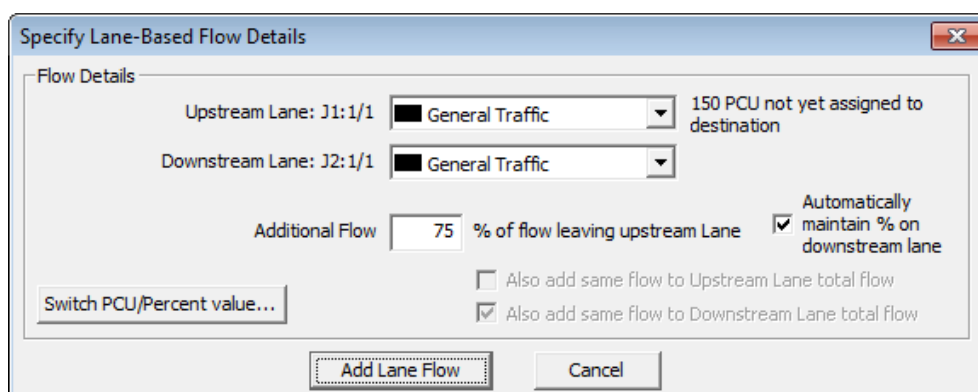 Specify Lane-Based Flow Details
Flow Details
Upstream Lane: J1:1/1 General Traffic 150 PCU not yet assigned to
destination
Downstream Lane: J2:1/1 General Traffic
Additional Flow 75 % of flow leaving upstream Lane Automatically
maintain % on
downstream lane
Also add same flow to Upstream Lane total flow
Switch PCU/Percent value...
Also add same flow to Downstream Lane total flow
Add Lane Flow Cancel